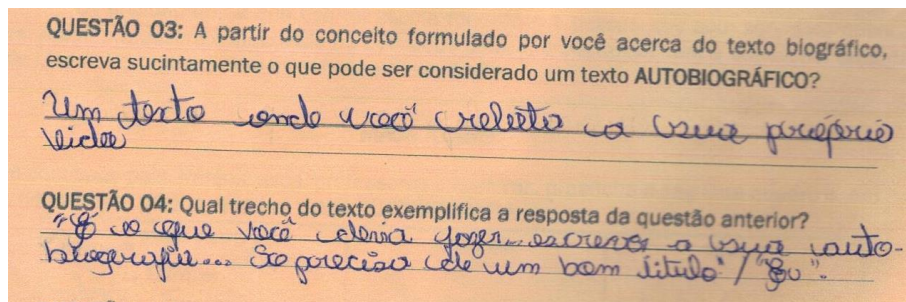 QUESTÃO 03: A partir do conceito formulado por você acerca do texto biográfico,
escreva sucintamente o que pode ser considerado um texto AUTOBIOGRÁFICO?
Um texto onde você relata a sua própria
vida
QUESTÃO 04: Qual trecho do texto exemplifica a resposta da questão anterior?
"É o que você devia fazer... escrever a sua auto-
biografia... So precisa de um bom título" / "Eu".